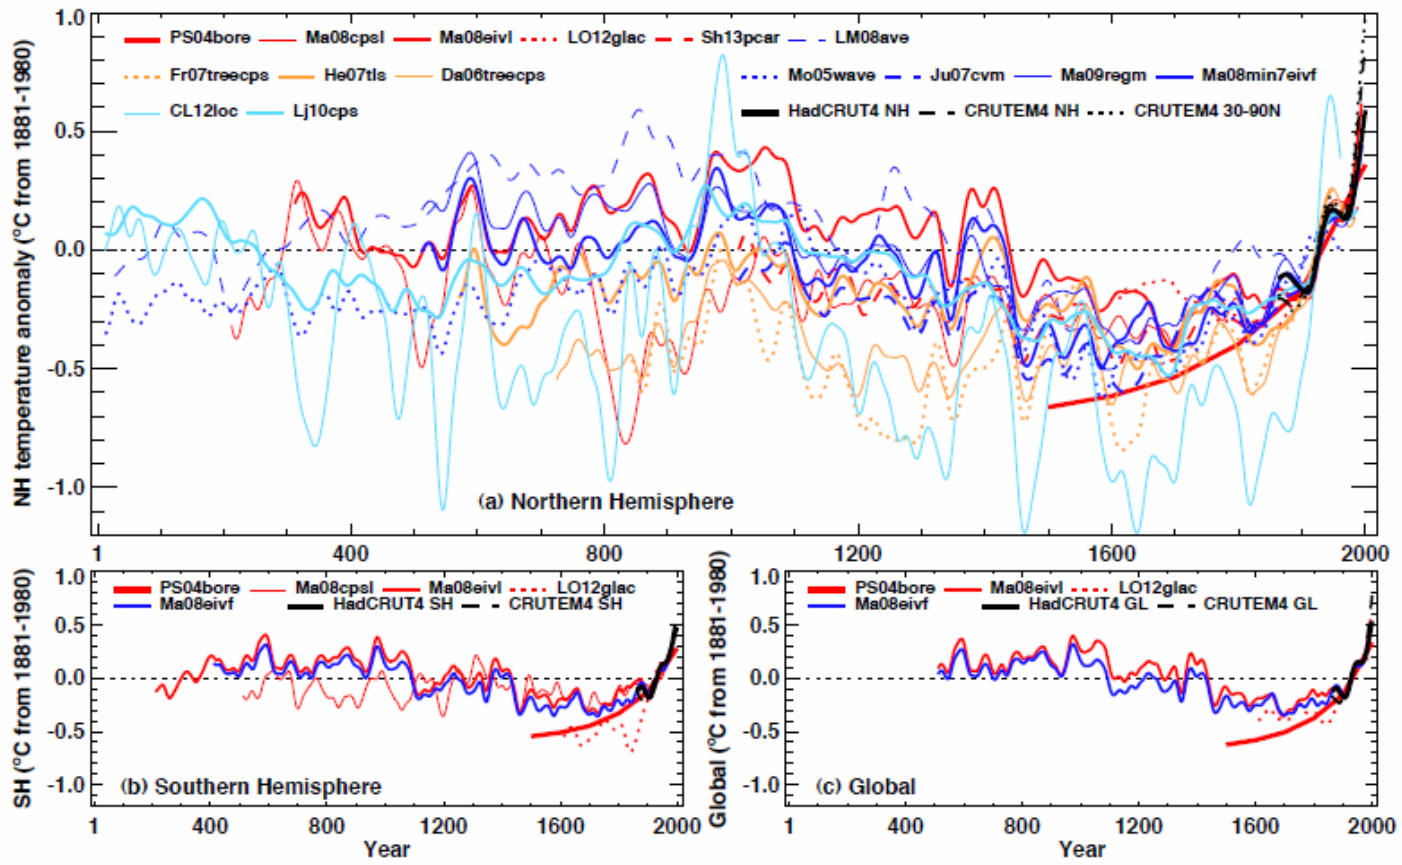 NH temperature anomaly (°C from 1881-1980)
1.0
0.5
0.0
-0.5
-1.0
PS04bore Ma08cpsl Ma08eivl LO12glac Sh13pcar LM08ave
Fr07treecps He07tls Da06treecps Mo05wave Ju07cvm Ma09regm Ma08min7eivf
CL12loc Lj10cps HadCRUT4 NH CRUTEM4 NH CRUTEM4 30-90N
(a) Northern Hemisphere
1 400 800 1200 1600 2000
SH (°C from 1881-1980)
1.0
0.5
0.0
-0.5
-1.0
PS04bore Ma08cpsl Ma08eivl LO12glac
Ma08eivf HadCRUT4 SH CRUTEM4 SH
(b) Southern Hemisphere
1 400 800 1200 1600 2000
Year
Global (°C from 1881-1980)
1.0
0.5
0.0
-0.5
-1.0
PS04bore Ma08eivl LO12glac
Ma08eivf HadCRUT4 GL CRUTEM4 GL
(c) Global
1 400 800 1200 1600 2000
Year